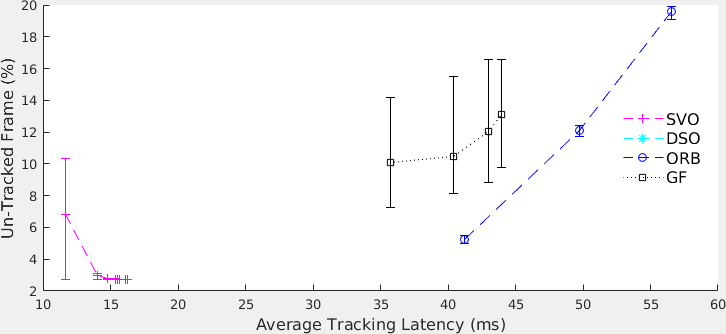 20
18
16
14
12
10
8
6
4
2
Un-Tracked Frame (%)
SVO
DSO
ORB
GF
10 15 20 25 30 35 40 45 50 55 60
Average Tracking Latency (ms)